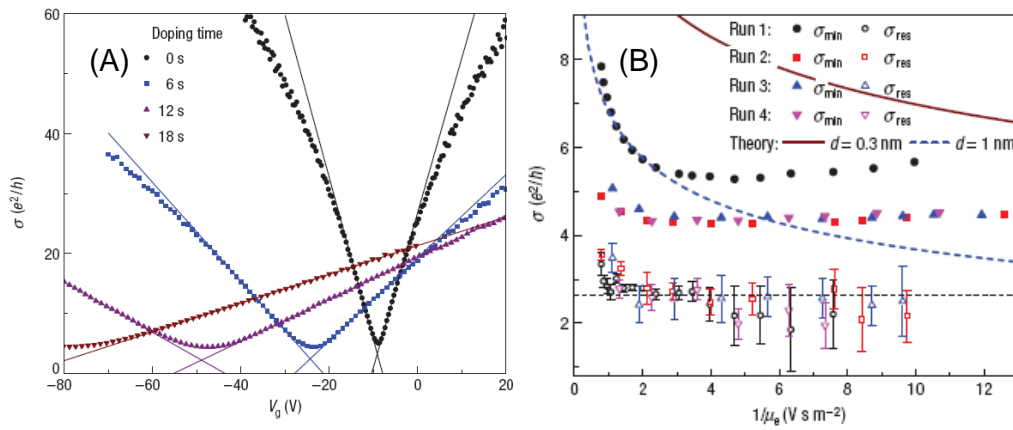 (A)
Doping time
0 s
6 s
12 s
18 s
60
40
20
0
σ (e²/h)
−80 −60 −40 −20 0 20
V_g (V)
(B)
Run 1: σ_min σ_res
Run 2: σ_min σ_res
Run 3: σ_min σ_res
Run 4: σ_min σ_res
Theory: d = 0.3 nm d = 1 nm
8
6
4
2
σ (e²/h)
0 2 4 6 8 10 12
1/μ_e (V s m⁻²)